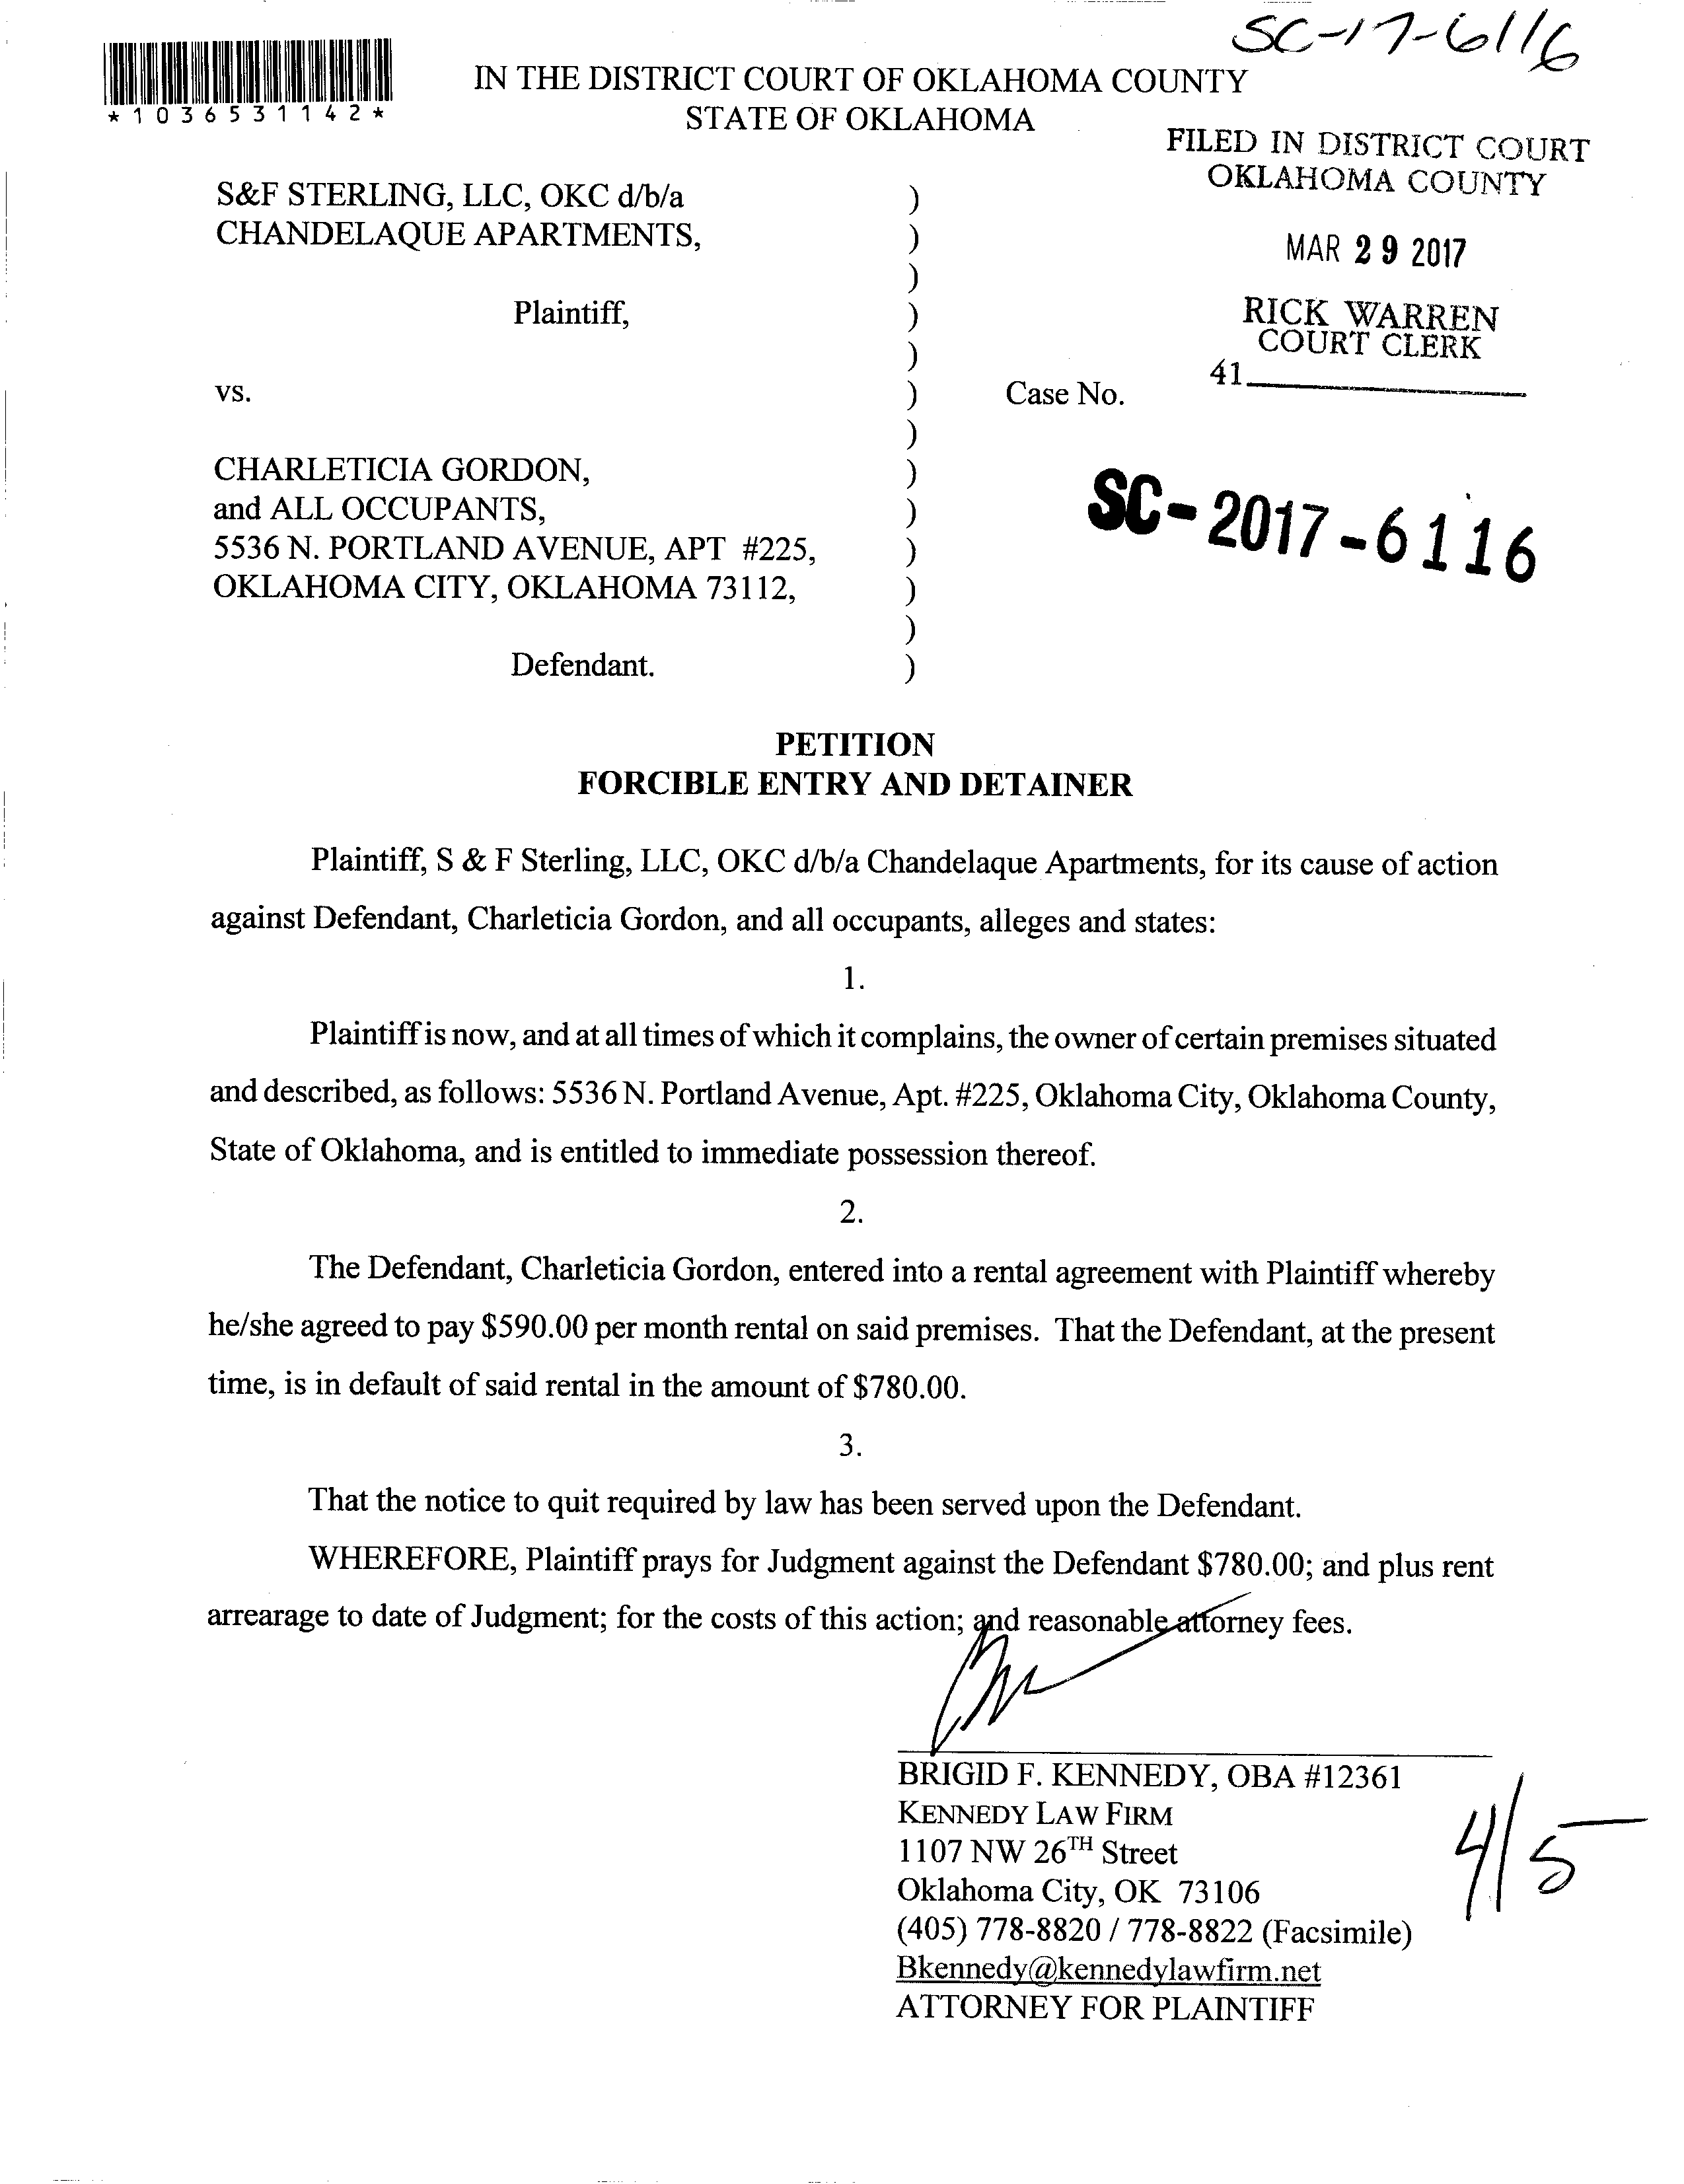 SC-17-6116
*1036531142*
IN THE DISTRICT COURT OF OKLAHOMA COUNTY
STATE OF OKLAHOMA
FILED IN DISTRICT COURT
OKLAHOMA COUNTY
MAR 29 2017
RICK WARREN
COURT CLERK
41
S&F STERLING, LLC, OKC d/b/a )
CHANDELAQUE APARTMENTS, )
)
Plaintiff, )
)
vs. ) Case No.
)
CHARLETICIA GORDON, )
and ALL OCCUPANTS, )
5536 N. PORTLAND AVENUE, APT #225, )
OKLAHOMA CITY, OKLAHOMA 73112, )
)
Defendant. )
SC-2017-6116
PETITION
FORCIBLE ENTRY AND DETAINER
Plaintiff, S & F Sterling, LLC, OKC d/b/a Chandelaque Apartments, for its cause of action
against Defendant, Charleticia Gordon, and all occupants, alleges and states:
1.
Plaintiff is now, and at all times of which it complains, the owner of certain premises situated
and described, as follows: 5536 N. Portland Avenue, Apt. #225, Oklahoma City, Oklahoma County,
State of Oklahoma, and is entitled to immediate possession thereof.
2.
The Defendant, Charleticia Gordon, entered into a rental agreement with Plaintiff whereby
he/she agreed to pay $590.00 per month rental on said premises. That the Defendant, at the present
time, is in default of said rental in the amount of $780.00.
3.
That the notice to quit required by law has been served upon the Defendant.
WHEREFORE, Plaintiff prays for Judgment against the Defendant $780.00; and plus rent
arrearage to date of Judgment; for the costs of this action; and reasonable attorney fees.
BRIGID F. KENNEDY, OBA #12361
KENNEDY LAW FIRM
1107 NW 26TH Street
Oklahoma City, OK 73106
(405) 778-8820 / 778-8822 (Facsimile)
Bkennedy@kennedylawfirm.net
ATTORNEY FOR PLAINTIFF
4/5